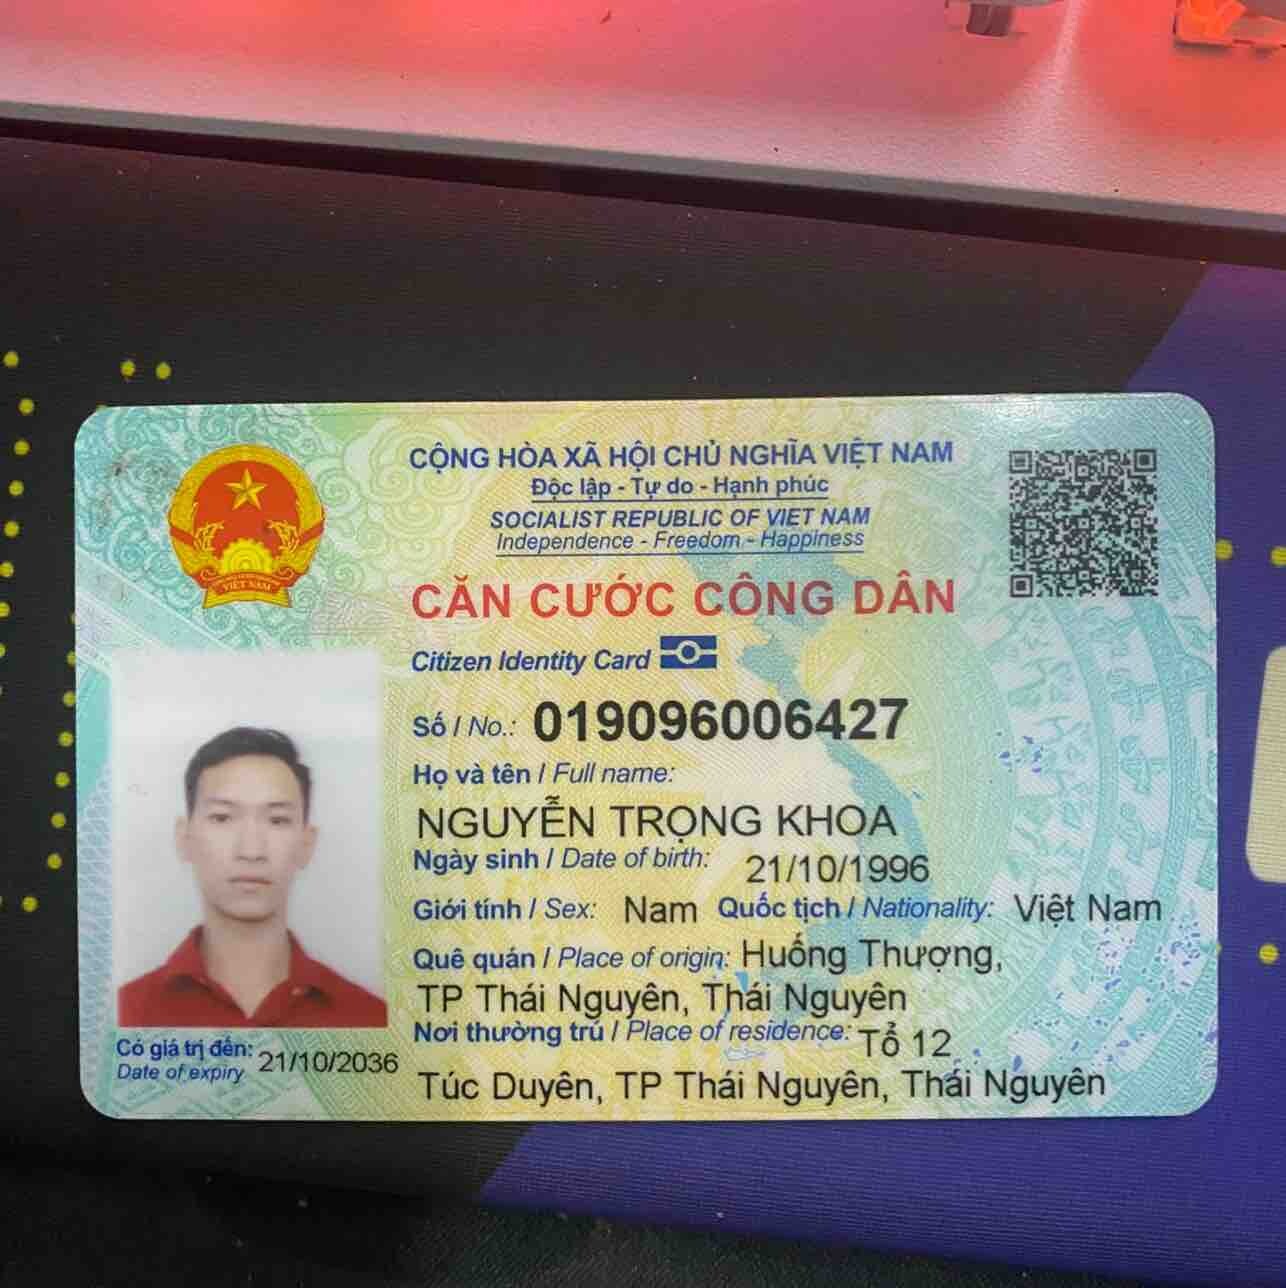 CỘNG HÒA XÃ HỘI CHỦ NGHĨA VIỆT NAM
Độc lập - Tự do - Hạnh phúc
SOCIALIST REPUBLIC OF VIET NAM
Independence - Freedom - Happiness
CĂN CƯỚC CÔNG DÂN
Citizen Identity Card
Số / No.: 019096006427
Họ và tên / Full name:
NGUYỄN TRỌNG KHOA
Ngày sinh / Date of birth: 21/10/1996
Giới tính / Sex: Nam Quốc tịch / Nationality: Việt Nam
Quê quán / Place of origin: Huống Thượng,
TP Thái Nguyên, Thái Nguyên
Nơi thường trú / Place of residence: Tổ 12
Túc Duyên, TP Thái Nguyên, Thái Nguyên
Có giá trị đến: 21/10/2036
Date of expiry
VIỆT NAM